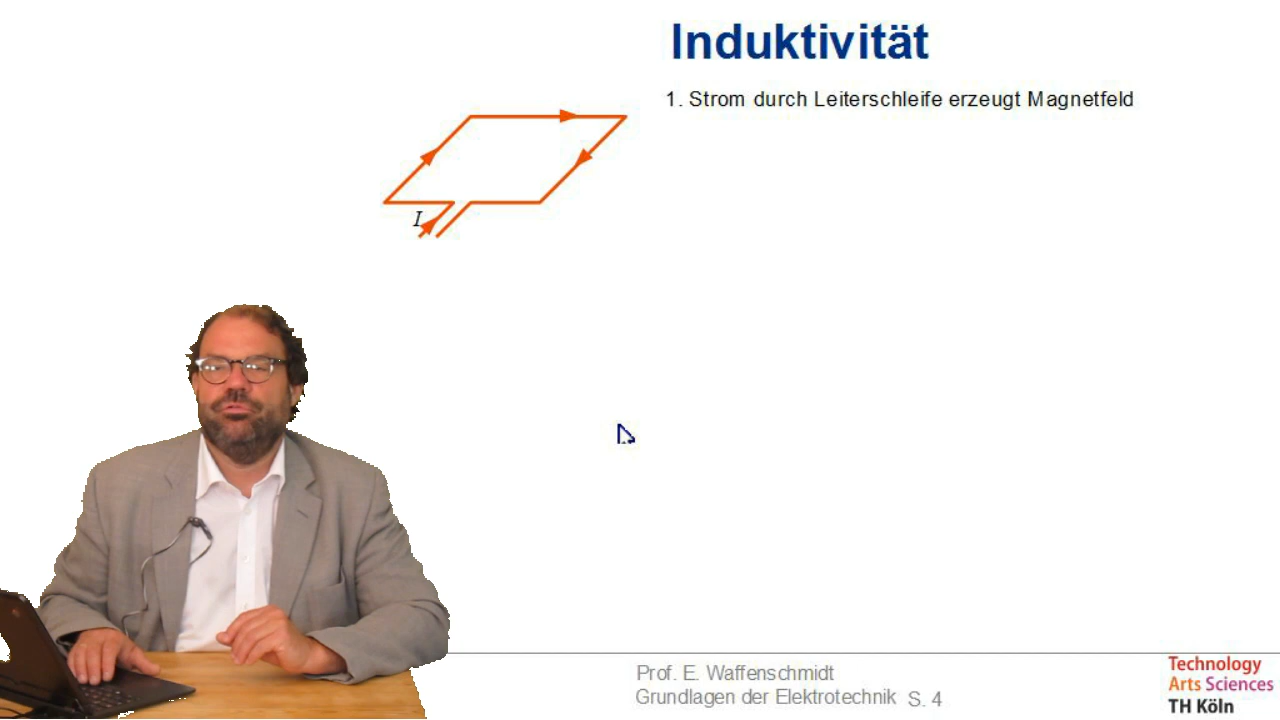 Induktivität
1. Strom durch Leiterschleife erzeugt Magnetfeld
I
Prof. E. Waffenschmidt
Grundlagen der Elektrotechnik S. 4
Technology
Arts Sciences
TH Köln